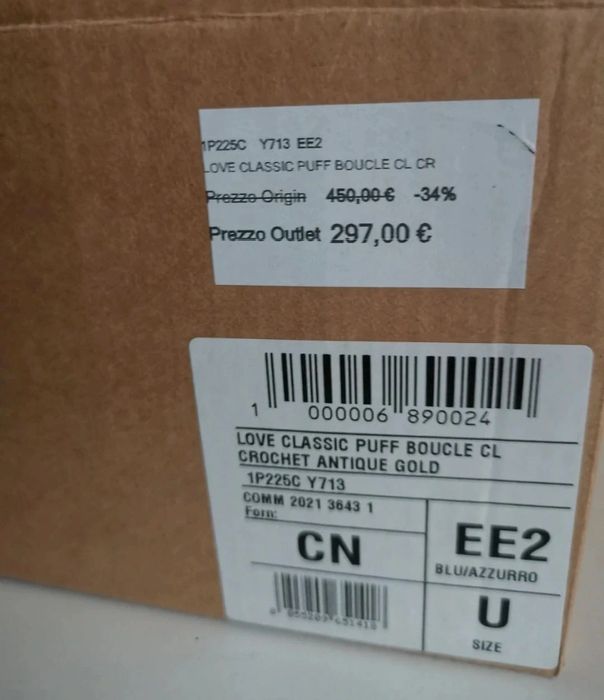 1P225C Y713 EE2
LOVE CLASSIC PUFF BOUCLE CL CR
Prezzo Origin 450,00 € -34%
Prezzo Outlet 297,00 €
1 000006 890024
LOVE CLASSIC PUFF BOUCLE CL
CROCHET ANTIQUE GOLD
1P225C Y713
COMM 2021 3643 1
Forn:
CN
EE2
BLU/AZZURRO
U
SIZE